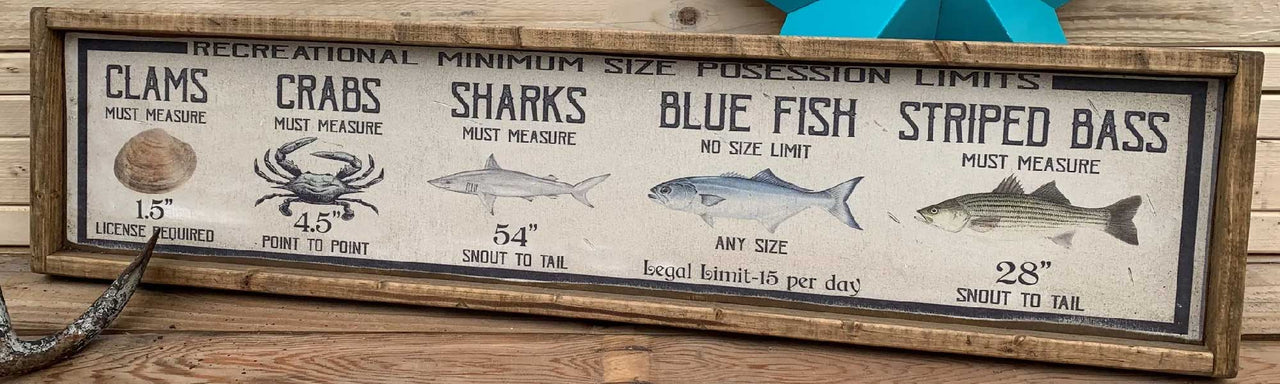 RECREATIONAL MINIMUM SIZE POSESSION LIMITS
CLAMS
MUST MEASURE
1.5”
LICENSE REQUIRED
CRABS
MUST MEASURE
4.5”
POINT TO POINT
SHARKS
MUST MEASURE
54”
SNOUT TO TAIL
BLUE FISH
NO SIZE LIMIT
ANY SIZE
Legal Limit-15 per day
STRIPED BASS
MUST MEASURE
28”
SNOUT TO TAIL